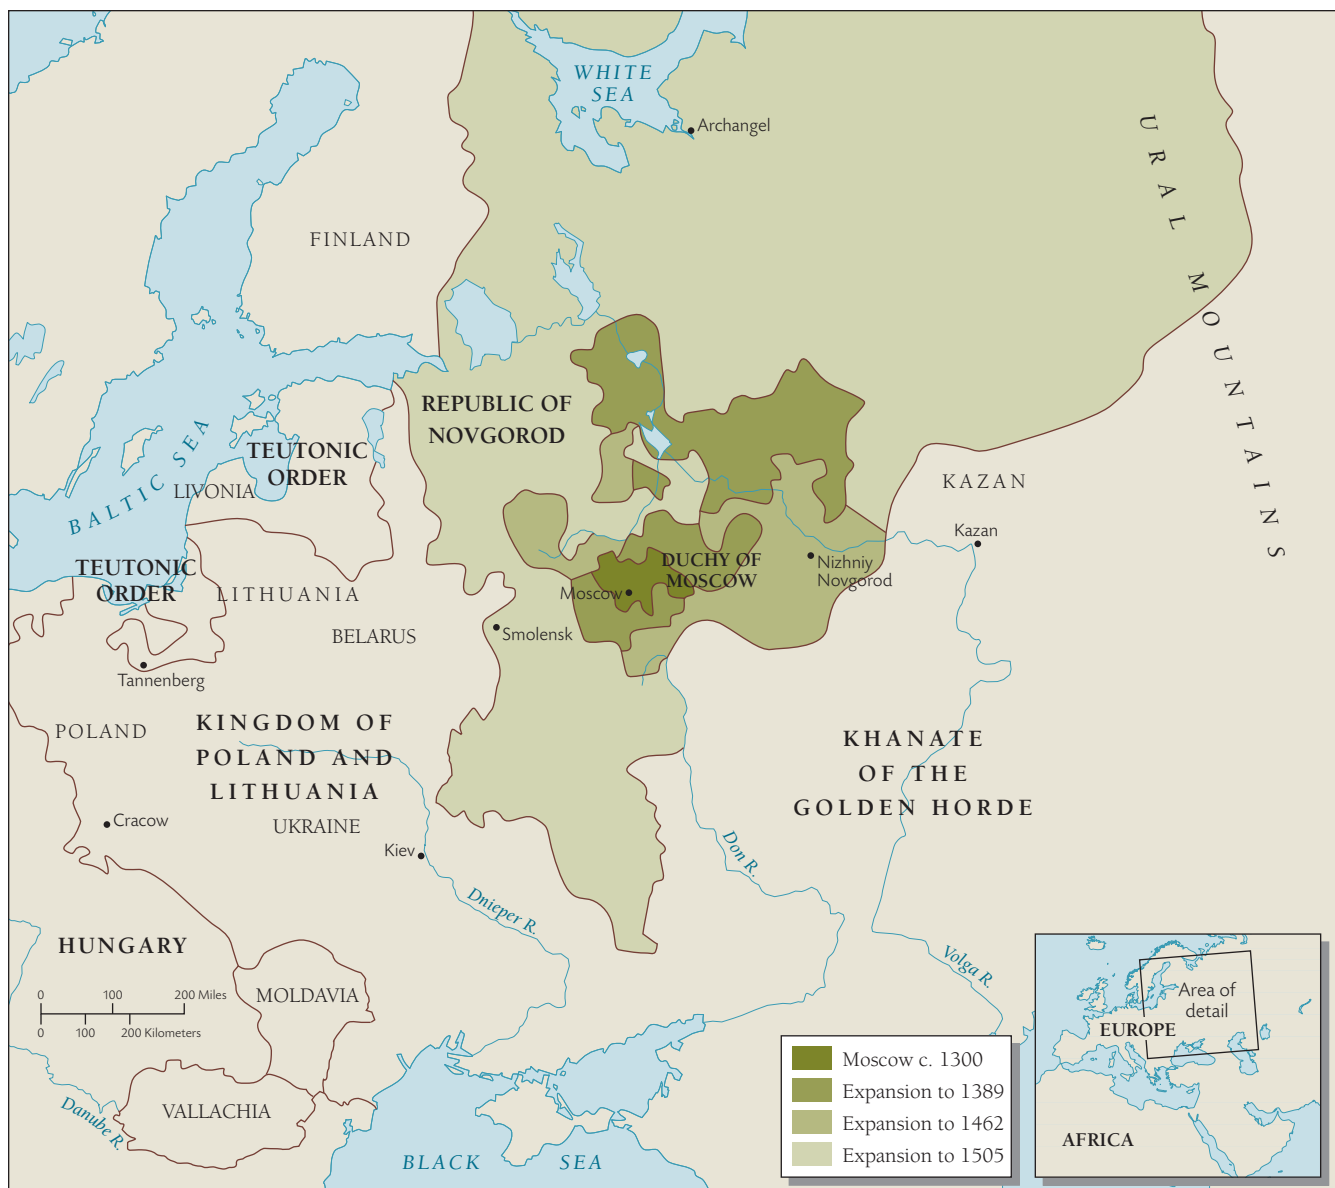 WHITE
SEA
Archangel
URAL MOUNTAINS
FINLAND
REPUBLIC OF
NOVGOROD
TEUTONIC
ORDER
LIVONIA
BALTIC SEA
KAZAN
Kazan
DUCHY OF
MOSCOW
Nizhniy
Novgorod
TEUTONIC
ORDER
LITHUANIA
Moscow
BELARUS
Smolensk
Tannenberg
POLAND
KINGDOM OF
POLAND AND
LITHUANIA
KHANATE
OF THE
GOLDEN HORDE
Cracow
UKRAINE
Kiev
Don R.
Dnieper R.
HUNGARY
Volga R.
MOLDAVIA
0 100 200 Miles
0 100 200 Kilometers
VALLACHIA
Danube R.
BLACK SEA
Moscow c. 1300
Expansion to 1389
Expansion to 1462
Expansion to 1505
Area of
detail
EUROPE
AFRICA